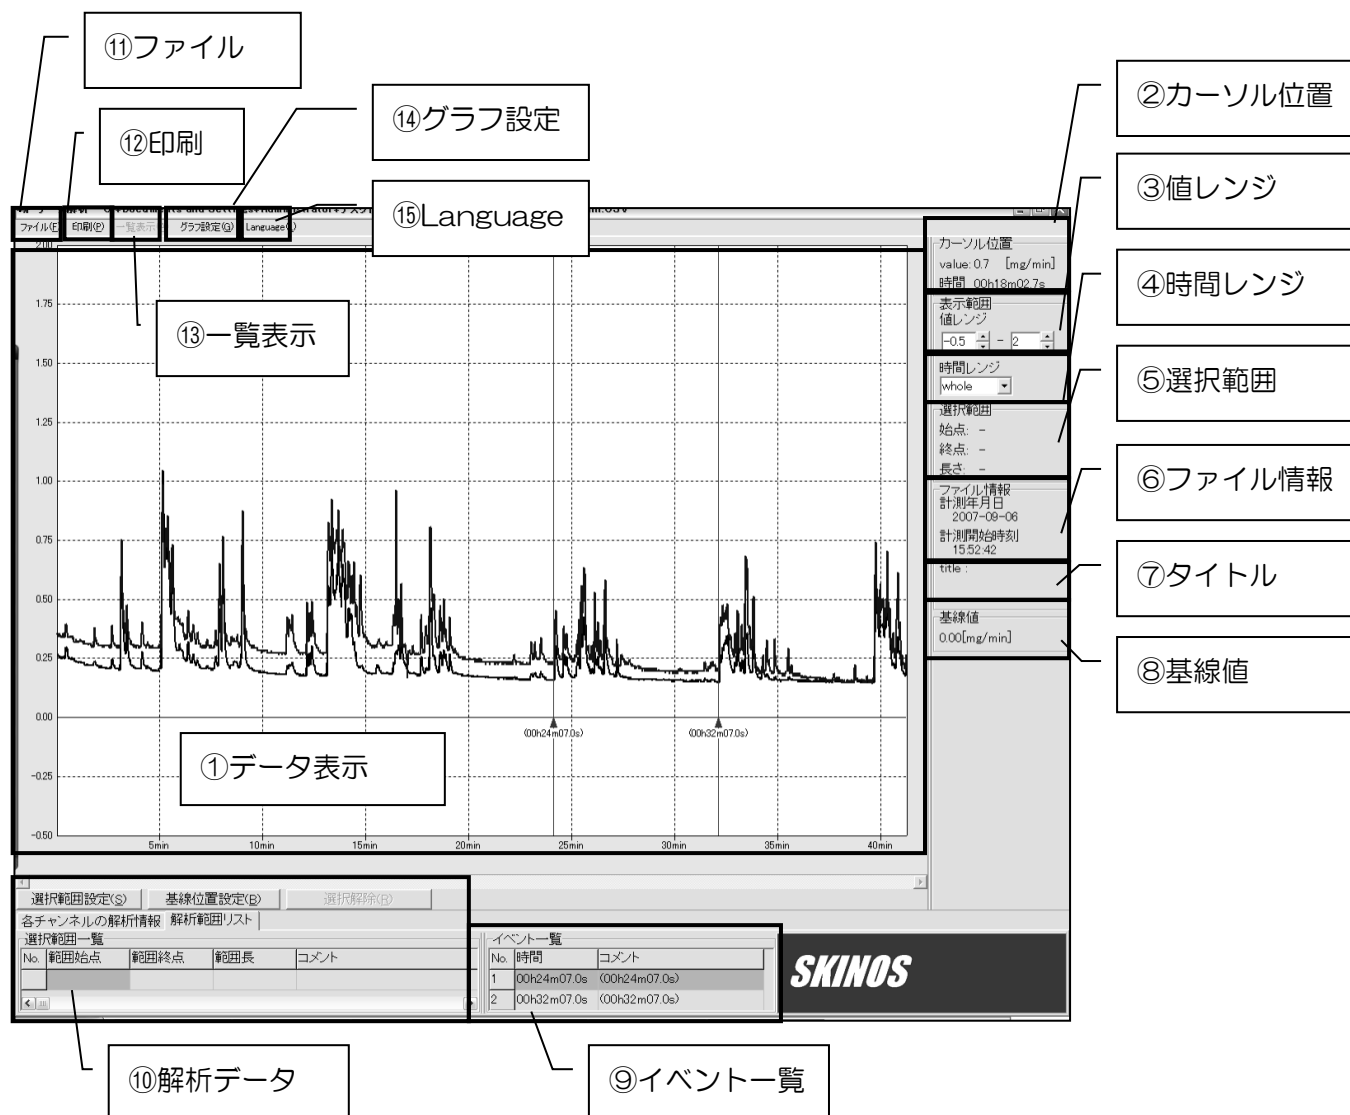 ⑪ファイル
⑫印刷
⑭グラフ設定
⑮Language
⑬一覧表示
②カーソル位置
③値レンジ
④時間レンジ
⑤選択範囲
⑥ファイル情報
⑦タイトル
⑧基線値
ファイル(F) 印刷(P) 一覧表示 グラフ設定(G) Language
2.00
1.75
1.50
1.25
1.00
0.75
0.50
0.25
0.00
-0.25
-0.50
(00h24m07.0s) (00h32m07.0s)
①データ表示
5min 10min 15min 20min 25min 30min 35min 40min
カーソル位置
value: 0.7 [mg/min]
時間 00h18m02.7s
表示範囲
値レンジ
-0.5 - 2
時間レンジ
whole
選択範囲
始点: -
終点: -
長さ: -
ファイル情報
計測年月日
2007-09-06
計測開始時刻
15:52:42
title :
基線値
0.00[mg/min]
選択範囲設定(S) 基線位置設定(B) 選択解除(R)
各チャンネルの解析情報 解析範囲リスト
選択範囲一覧
No. 範囲始点 範囲終点 範囲長 コメント
イベント一覧
No. 時間 コメント
1 00h24m07.0s (00h24m07.0s)
2 00h32m07.0s (00h32m07.0s)
SKINOS
⑩解析データ
⑨イベント一覧